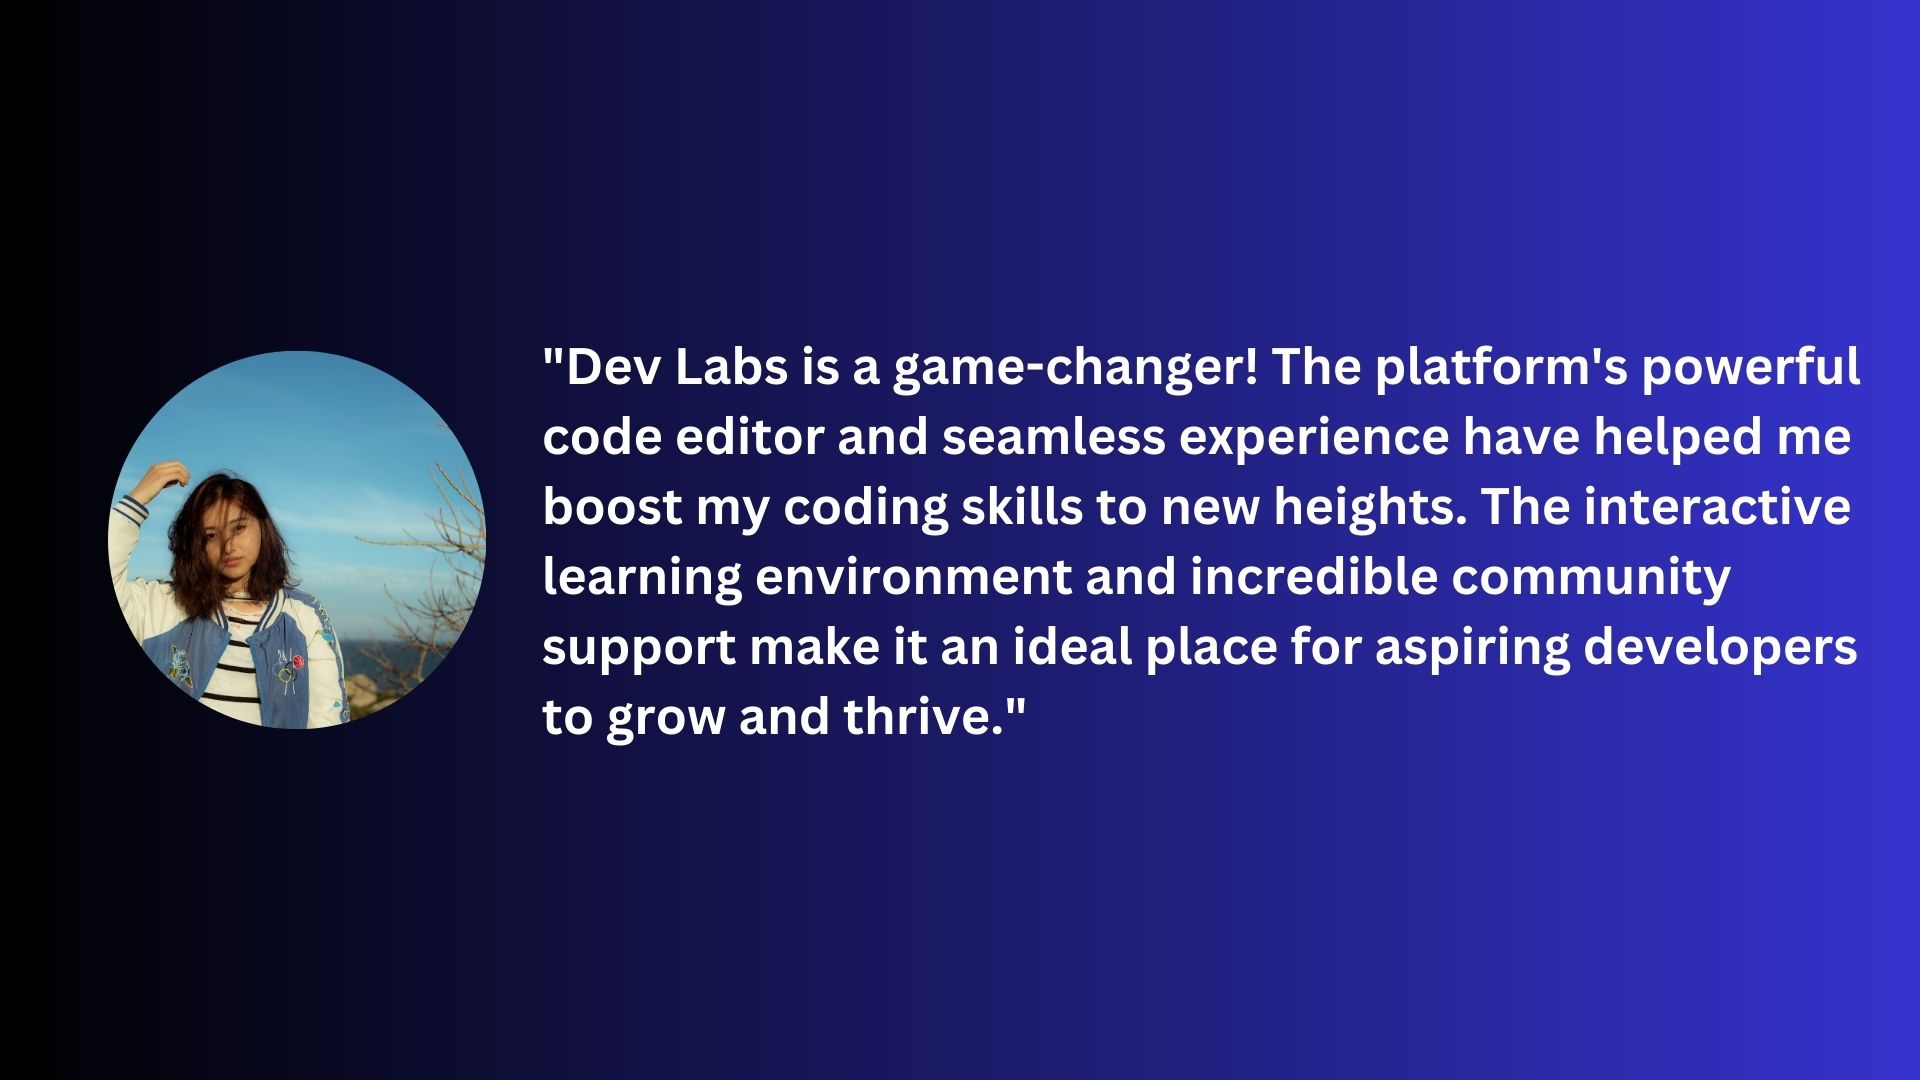 "Dev Labs is a game-changer! The platform's powerful
code editor and seamless experience have helped me
boost my coding skills to new heights. The interactive
learning environment and incredible community
support make it an ideal place for aspiring developers
to grow and thrive."